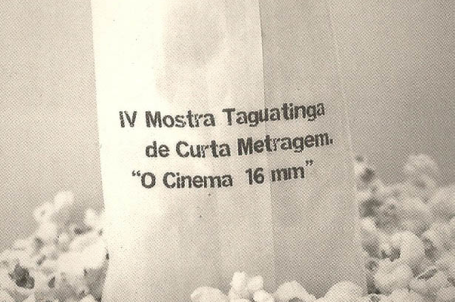 IV Mostra Taguatinga
de Curta Metragem.
“O Cinema 16 mm”